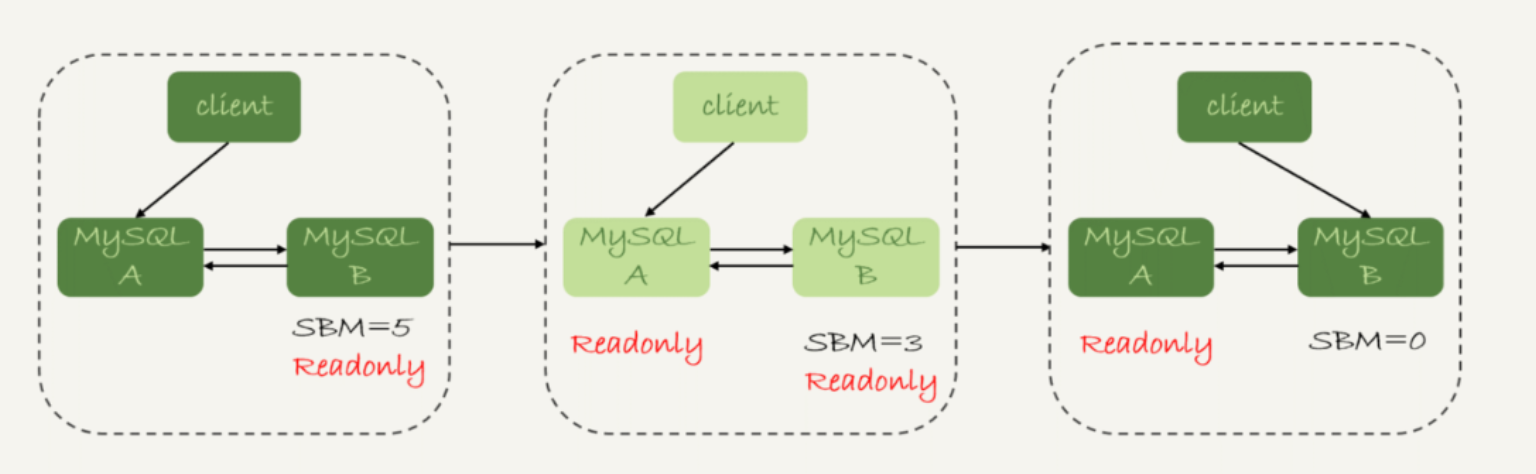 client
MySQL
A
MySQL
B
SBM=5
Readonly
client
MySQL
A
MySQL
B
Readonly
SBM=3
Readonly
client
MySQL
A
MySQL
B
Readonly
SBM=0